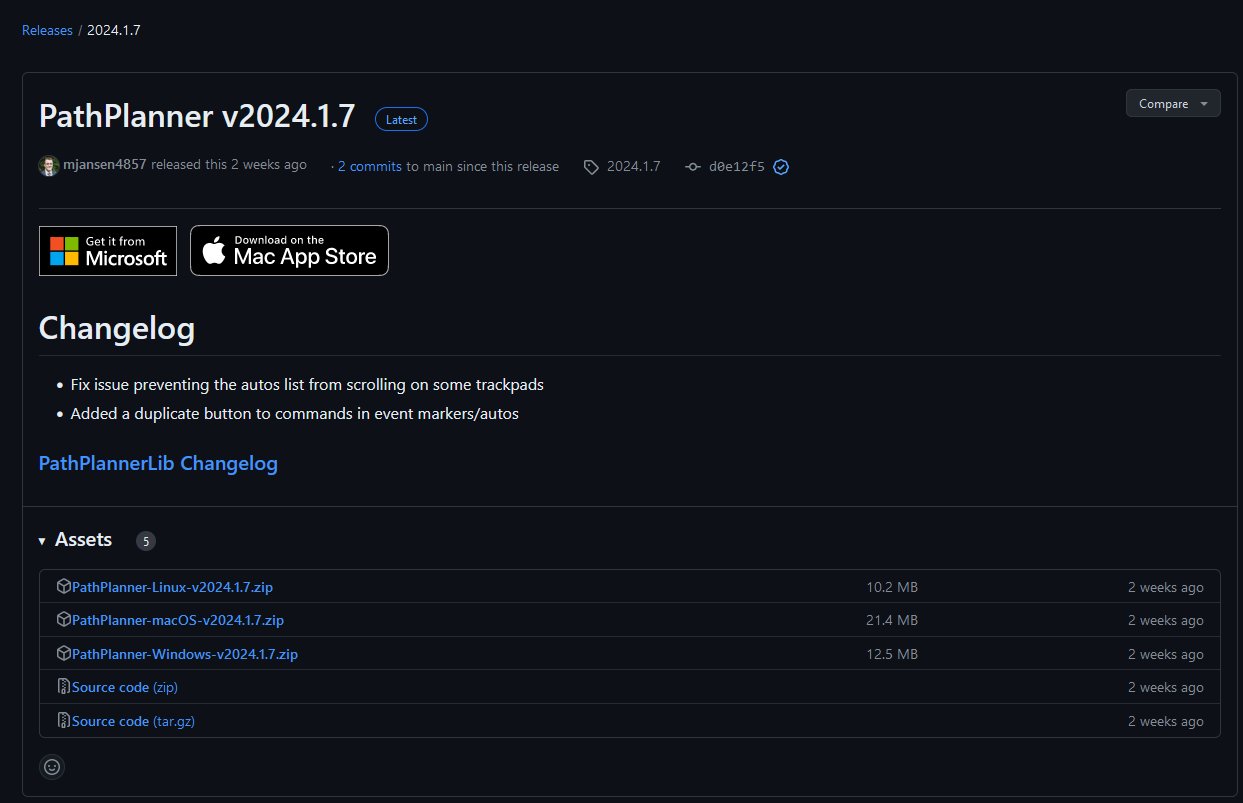 Releases / 2024.1.7
PathPlanner v2024.1.7 Latest Compare
mjansen4857 released this 2 weeks ago · 2 commits to main since this release 2024.1.7 d0e12f5
Get it from
Microsoft
Download on the
Mac App Store
Changelog
• Fix issue preventing the autos list from scrolling on some trackpads
• Added a duplicate button to commands in event markers/autos
PathPlannerLib Changelog
Assets 5
PathPlanner-Linux-v2024.1.7.zip 10.2 MB 2 weeks ago
PathPlanner-macOS-v2024.1.7.zip 21.4 MB 2 weeks ago
PathPlanner-Windows-v2024.1.7.zip 12.5 MB 2 weeks ago
Source code (zip) 2 weeks ago
Source code (tar.gz) 2 weeks ago